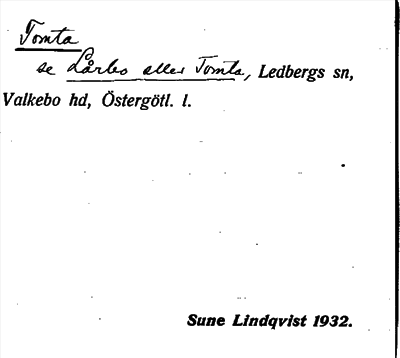 Tomta
se Lårbo eller Tomta, Ledbergs sn,
Valkebo hd, Östergötl. l.
Sune Lindqvist 1932.